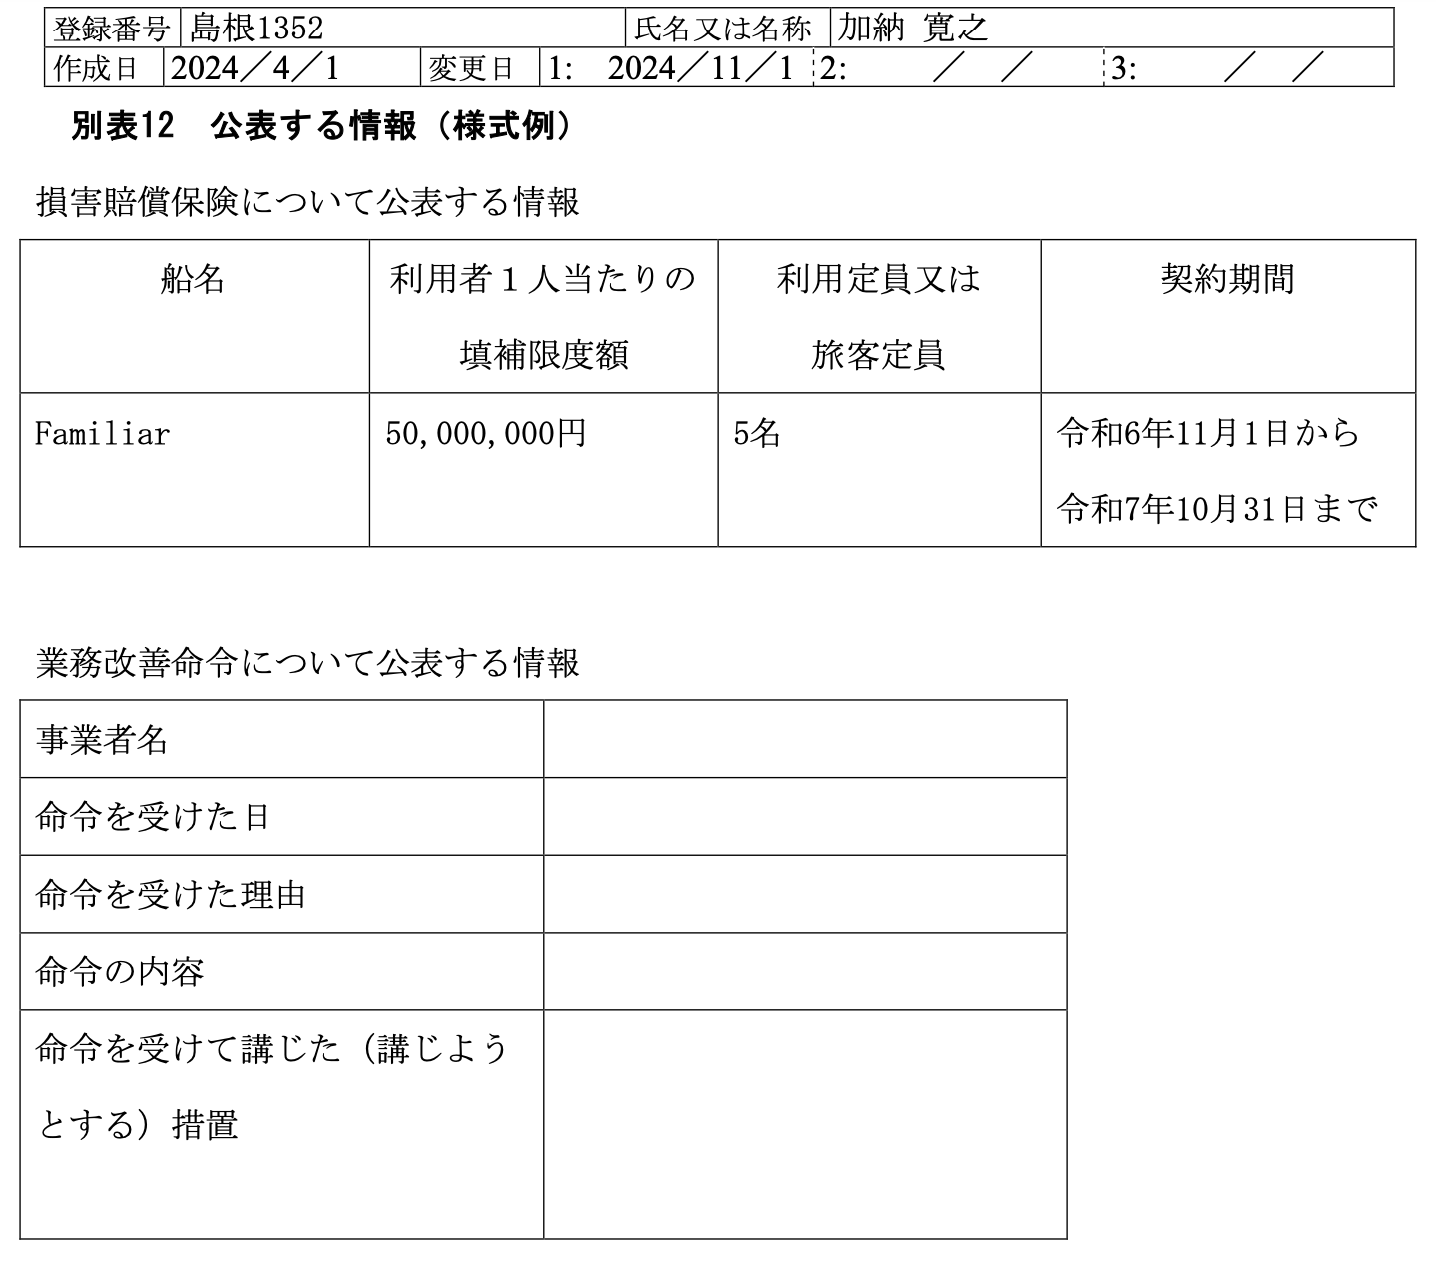 登録番号 島根1352 氏名又は名称 加納 寛之
作成日 2024／4／1 変更日 1: 2024／11／1 2: ／ ／ 3: ／ ／
別表12　公表する情報（様式例）
損害賠償保険について公表する情報
船名 利用者１人当たりの 利用定員又は 契約期間
填補限度額 旅客定員
Familiar 50,000,000円 5名 令和6年11月1日から
令和7年10月31日まで
業務改善命令について公表する情報
事業者名
命令を受けた日
命令を受けた理由
命令の内容
命令を受けて講じた（講じよう
とする）措置